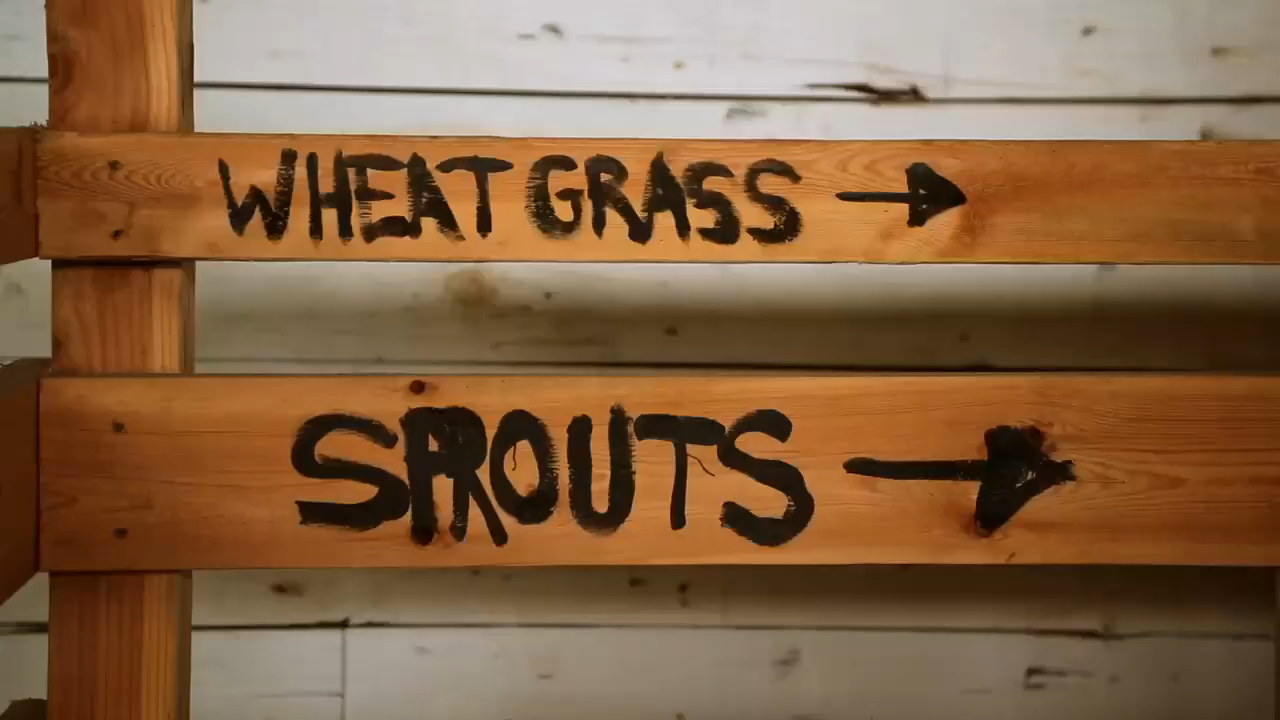 WHEAT GRASS →
SPROUTS →